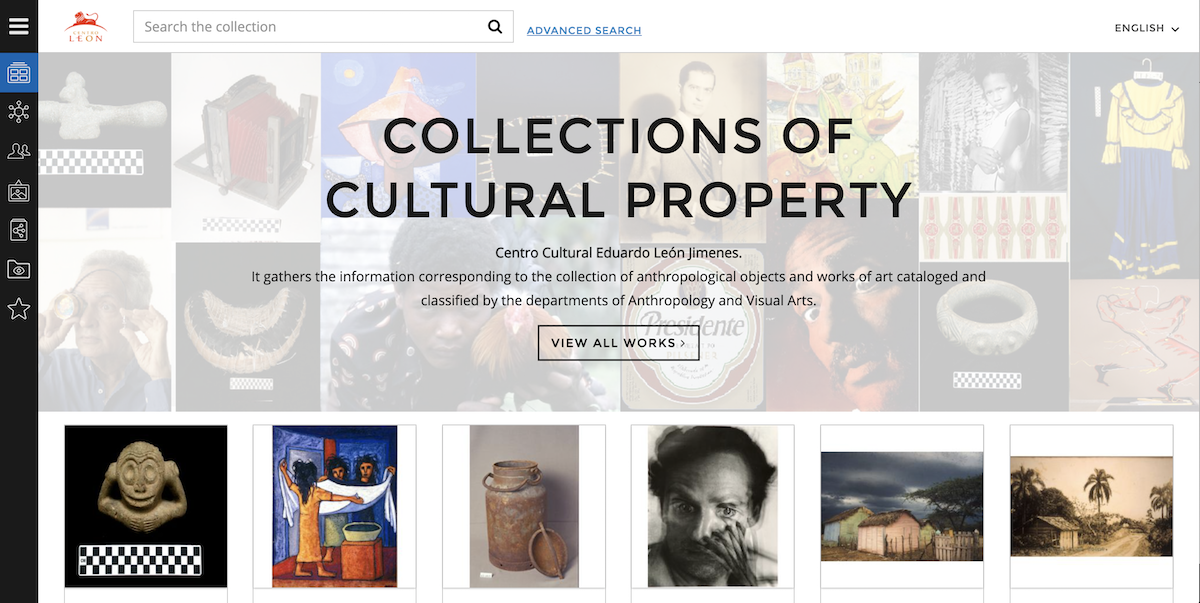 CENTRO
LEÓN
Search the collection
ADVANCED SEARCH
ENGLISH
COLLECTIONS OF
CULTURAL PROPERTY
Centro Cultural Eduardo León Jimenes.
It gathers the information corresponding to the collection of anthropological objects and works of art cataloged and
classified by the departments of Anthropology and Visual Arts.
Presidente
VIEW ALL WORKS
PILSENER